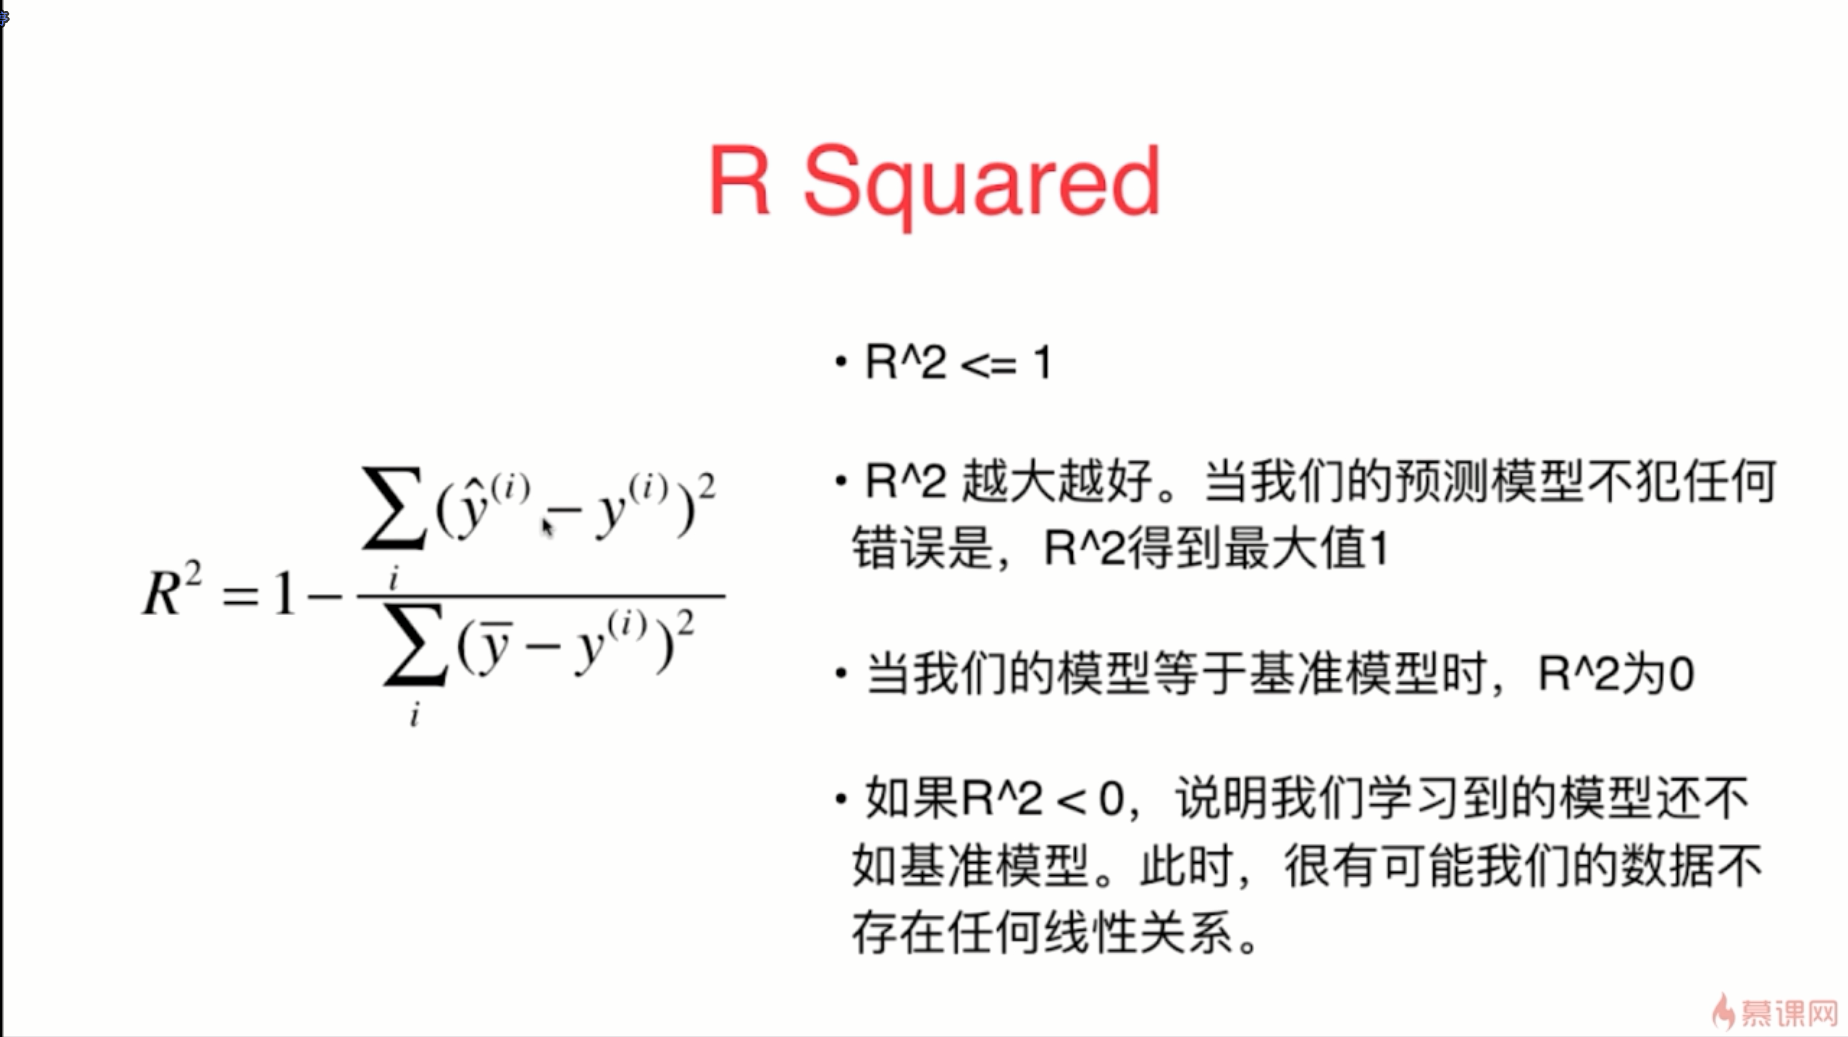 R Squared
R² = 1 − \frac{\sum_i (\hat{y}^{(i)} − y^{(i)})^2}{\sum_i (\bar{y} − y^{(i)})^2}
• R^2 <= 1
• R^2 越大越好。当我们的预测模型不犯任何
错误是，R^2得到最大值1
• 当我们的模型等于基准模型时，R^2为0
• 如果R^2 < 0，说明我们学习到的模型还不
如基准模型。此时，很有可能我们的数据不
存在任何线性关系。
慕课网